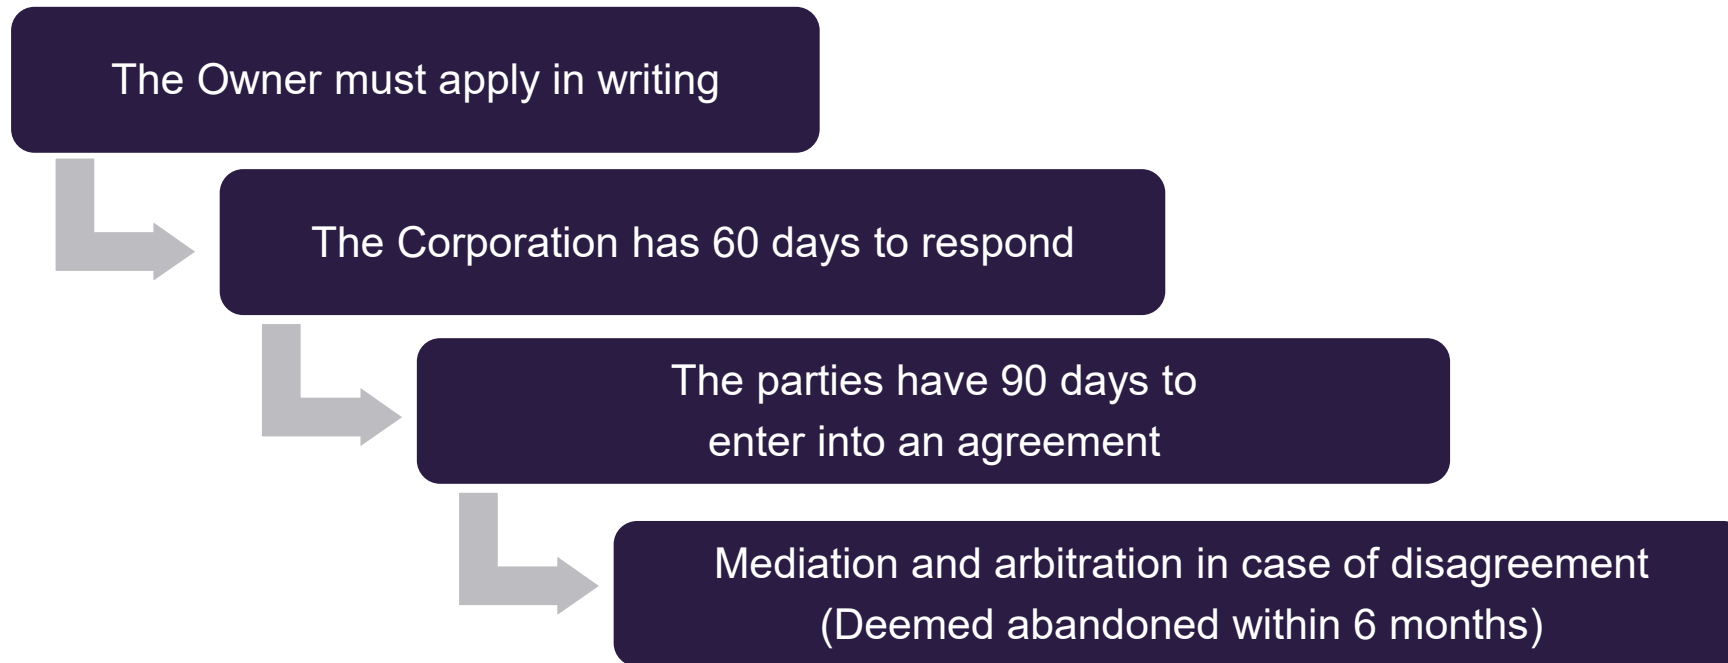 The Owner must apply in writing
The Corporation has 60 days to respond
The parties have 90 days to
enter into an agreement
Mediation and arbitration in case of disagreement
(Deemed abandoned within 6 months)